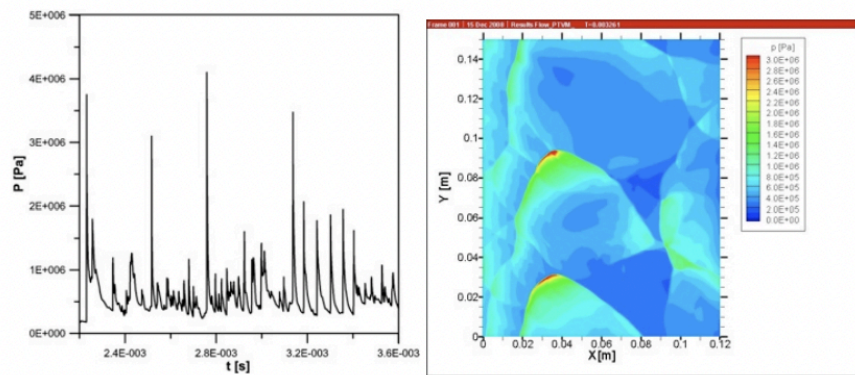 5E+006
4E+006
3E+006
2E+006
1E+006
0E+000
P [Pa]
2.4E-003 2.8E-003 3.2E-003 3.6E-003
t [s]
Frame 001 | 15 Dec 2008 | Results Flow_PTVM_ T=0.003261
0.14
0.12
0.10
0.08
0.06
0.04
0.02
0
Y [m]
0 0.02 0.04 0.06 0.08 0.10 0.12
X[m]
p [Pa]
3.0E+06
2.8E+06
2.6E+06
2.4E+06
2.2E+06
2.0E+06
1.8E+06
1.6E+06
1.4E+06
1.2E+06
1.0E+06
8.0E+05
6.0E+05
4.0E+05
2.0E+05
0.0E+00